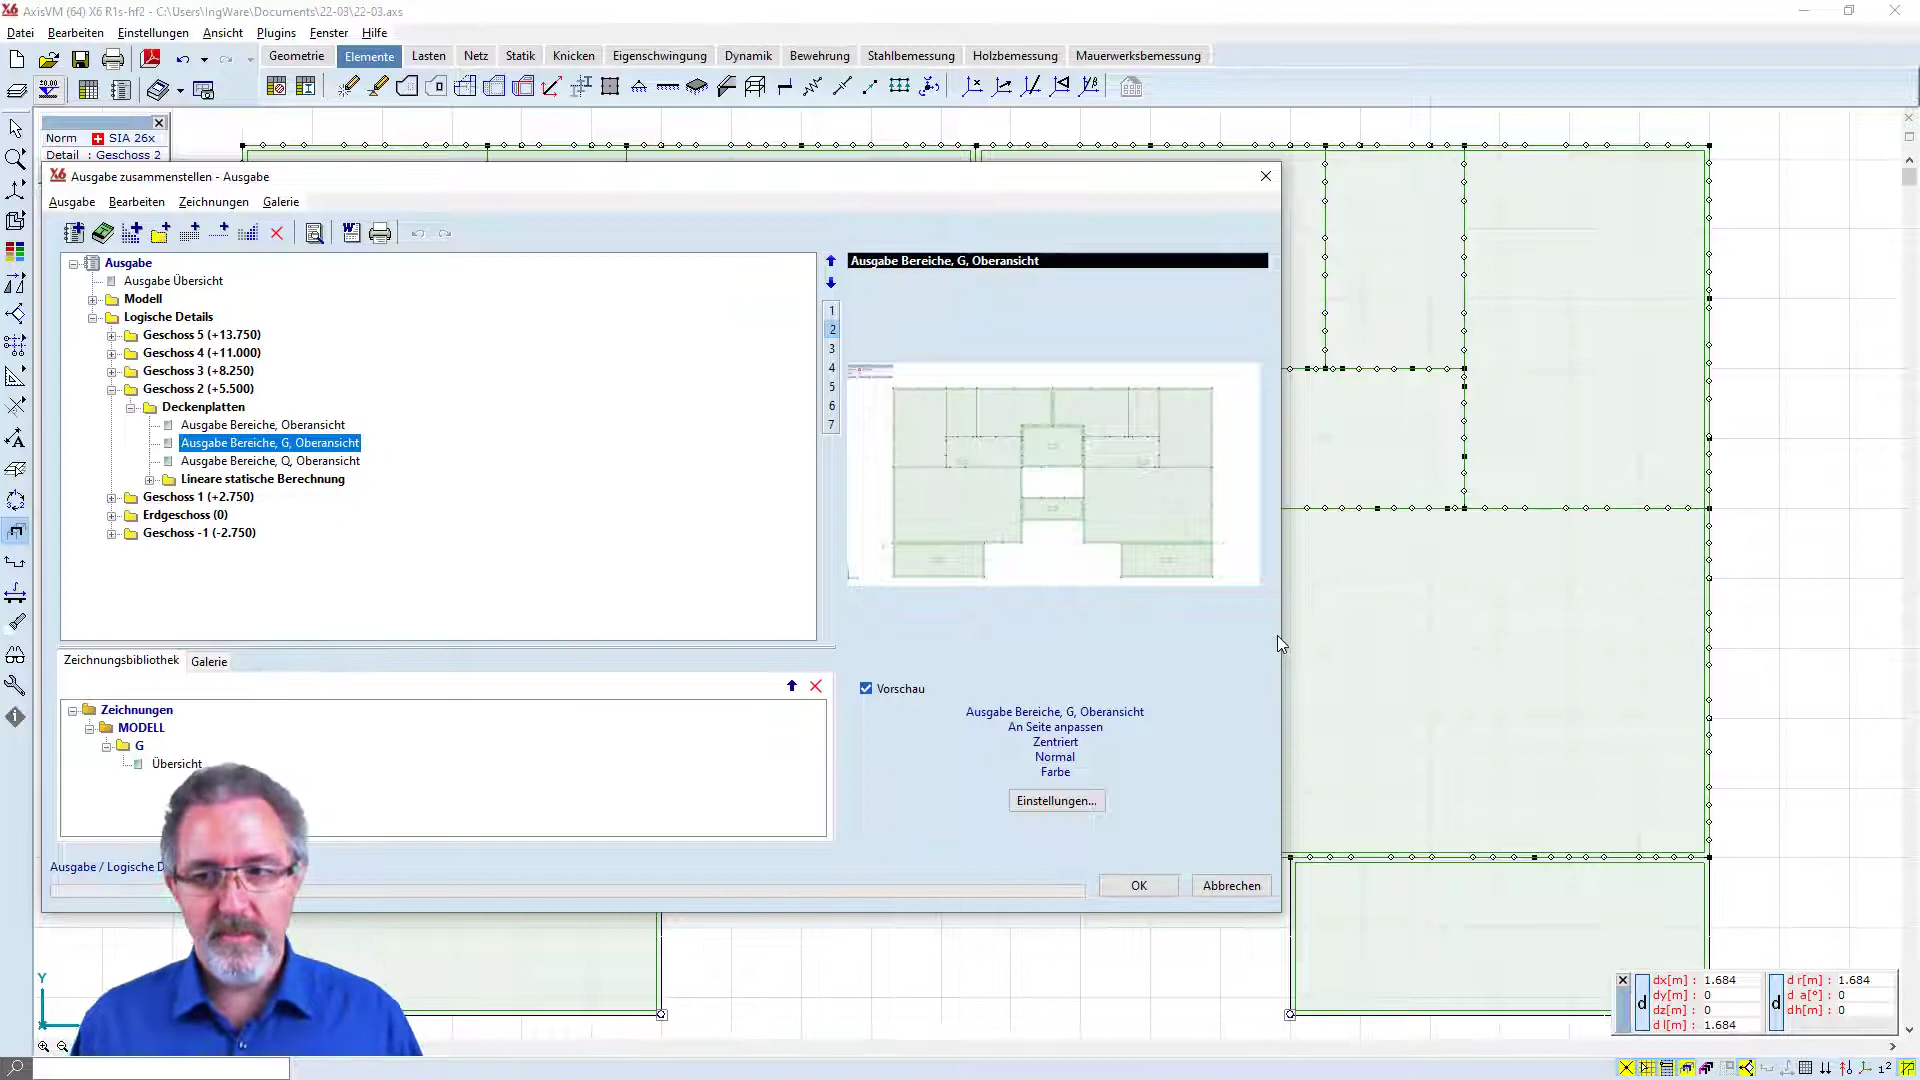 AxisVM (64) X6 R1s-hf2 - C:\Users\IngWare\Documents\22-03\22-03.axs
Datei Bearbeiten Einstellungen Ansicht Plugins Fenster Hilfe
Geometrie Elemente Lasten Netz Statik Knicken Eigenschwingung Dynamik Bewehrung Stahlbemessung Holzbemessung Mauerwerksbemessung
Norm SIA 26x
Detail : Geschoss 2
Ausgabe zusammenstellen - Ausgabe
Ausgabe Bearbeiten Zeichnungen Galerie
Ausgabe
Ausgabe Übersicht
Modell
Logische Details
Geschoss 5 (+13.750)
Geschoss 4 (+11.000)
Geschoss 3 (+8.250)
Geschoss 2 (+5.500)
Deckenplatten
Ausgabe Bereiche, Oberansicht
Ausgabe Bereiche, G, Oberansicht
Ausgabe Bereiche, Q, Oberansicht
Lineare statische Berechnung
Geschoss 1 (+2.750)
Erdgeschoss (0)
Geschoss -1 (-2.750)
1
2
3
4
5
6
7
Ausgabe Bereiche, G, Oberansicht
Zeichnungsbibliothek Galerie
Zeichnungen
MODELL
G
Übersicht
Vorschau
Ausgabe Bereiche, G, Oberansicht
An Seite anpassen
Zentriert
Normal
Farbe
Einstellungen...
Ausgabe / Logische
OK Abbrechen
Y
d
dx[m] : 1.684
dy[m] : 0
dz[m] : 0
dl[m] : 1.684
d
d r[m] : 1.684
d a[°] : 0
dh[m] : 0